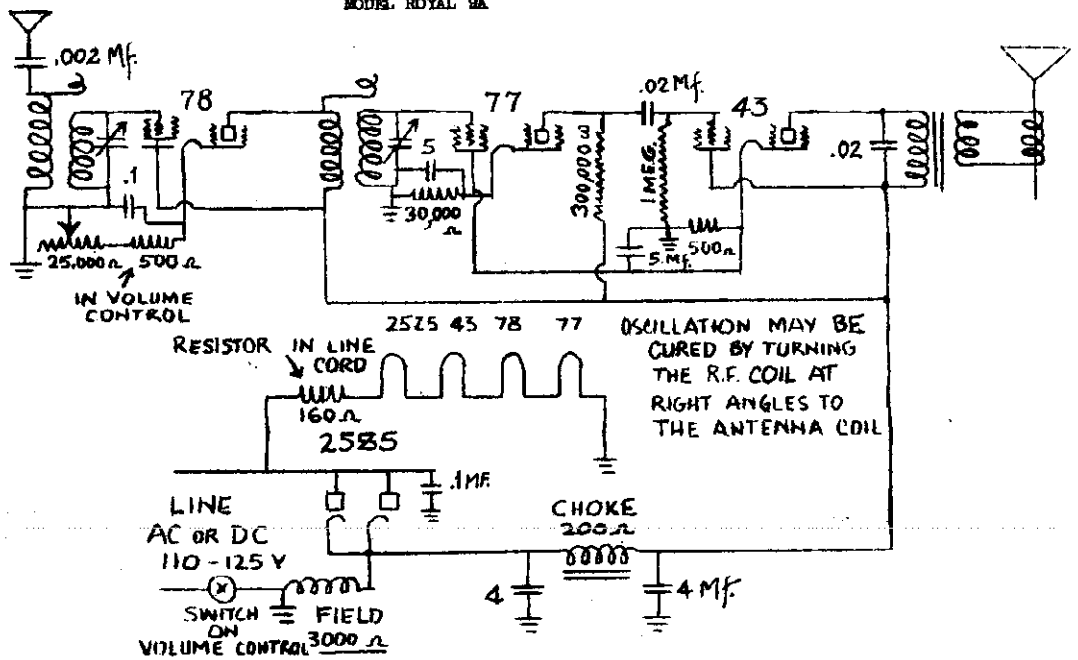 MODEL ROYAL 9A
.002 Mf.
78
77
.02 Mf.
43
.1
.5
30,000 Ω
300,000 ω
1 MEG.
.02
25,000 Ω 500 Ω
5. Mf.
500Ω
IN VOLUME
CONTROL
25Z5 43 78 77
RESISTOR IN LINE
CORD
160 Ω
25Z5
OSCILLATION MAY BE
CURED BY TURNING
THE R.F. COIL AT
RIGHT ANGLES TO
THE ANTENNA COIL
.1 MF.
LINE
AC OR DC
110 - 125 V
CHOKE
200 Ω
4
4 Mf.
SWITCH
ON
VOLUME CONTROL
FIELD
3000 Ω